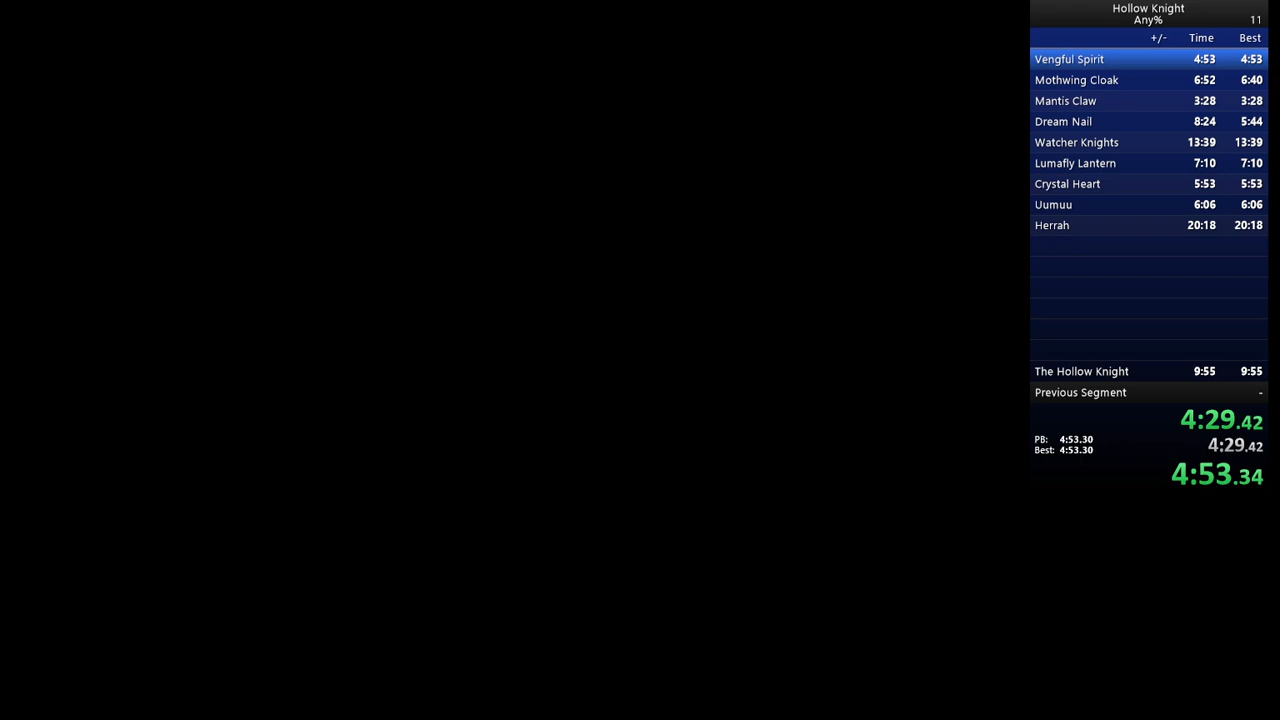 Hollow Knight
Any% 11
+/- Time Best
Vengful Spirit 4:53 4:53
Mothwing Cloak 6:52 6:40
Mantis Claw 3:28 3:28
Dream Nail 8:24 5:44
Watcher Knights 13:39 13:39
Lumafly Lantern 7:10 7:10
Crystal Heart 5:53 5:53
Uumuu 6:06 6:06
Herrah 20:18 20:18
The Hollow Knight 9:55 9:55
Previous Segment -
4:29.42
PB: 4:53.30 4:29.42
Best: 4:53.30
4:53.34